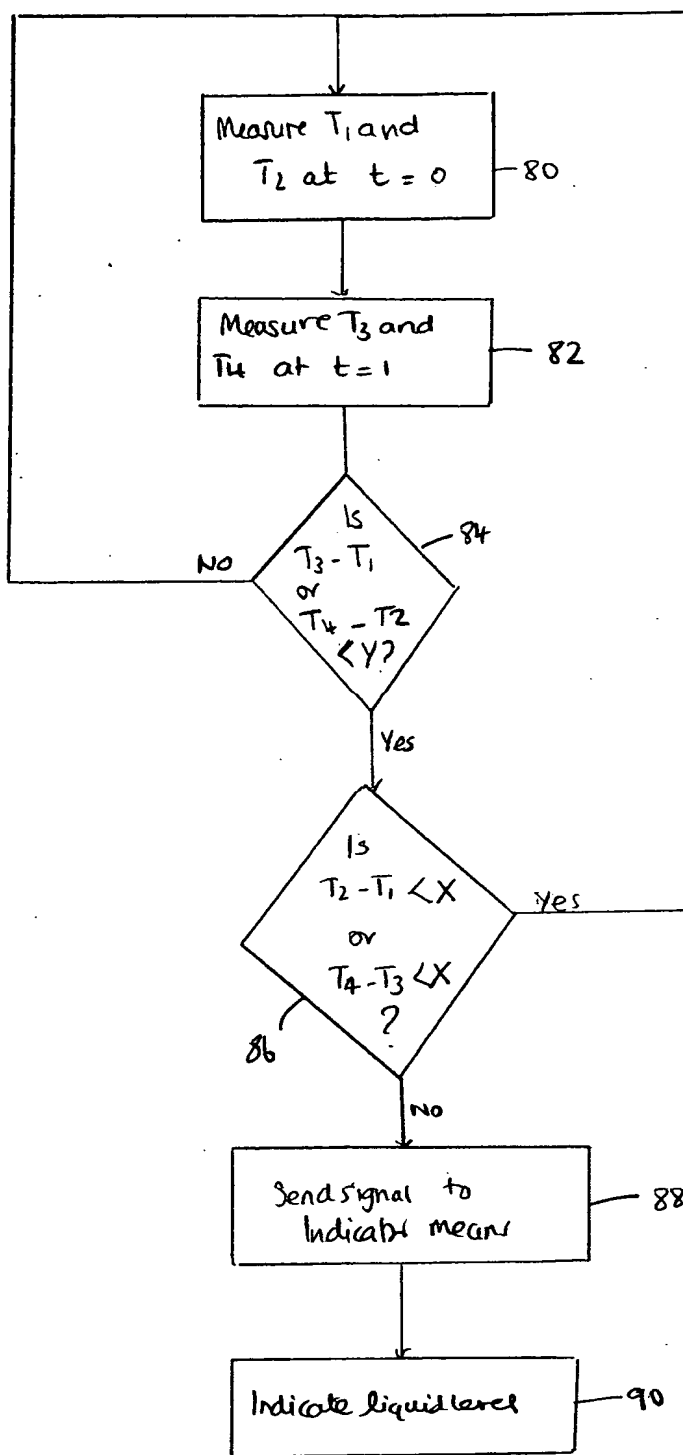 Measure T₁ and
T₂ at t = 0
80
Measure T₃ and
T4 at t = 1
82
Is
T₃ - T₁
or
T₄ - T2
<Y?
84
NO
Yes
Is
T₂ - T₁ <X
or
T₄ - T₃ <X
?
Yes
86
NO
Send signal to
Indicator means
88
Indicate liquid level
90